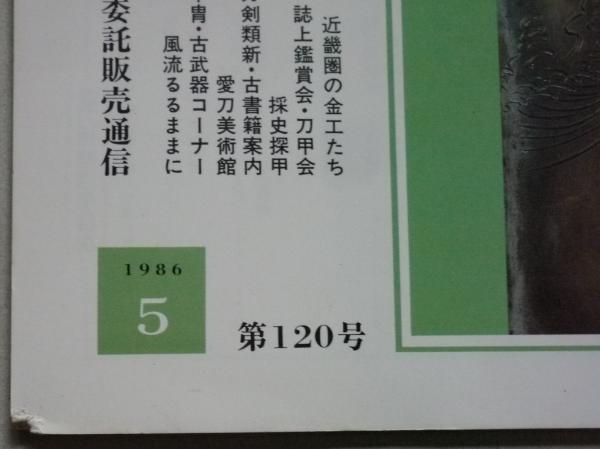 近畿圏の金工たち
誌上鑑賞会・刀甲会
採史探甲
剣類新・古書籍案内
愛刀美術館
冑・古武器コーナー
風流るるままに
委託販売通信
1986
5
第120号